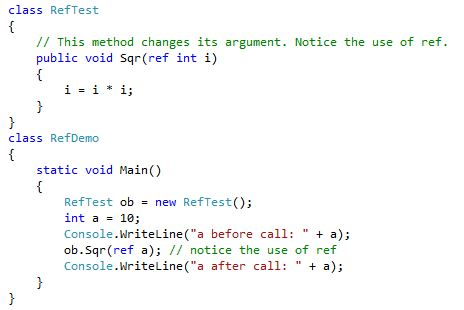 class RefTest
{
    // This method changes its argument. Notice the use of ref.
    public void Sqr(ref int i)
    {
        i = i * i;
    }
}
class RefDemo
{
    static void Main()
    {
        RefTest ob = new RefTest();
        int a = 10;
        Console.WriteLine("a before call: " + a);
        ob.Sqr(ref a); // notice the use of ref
        Console.WriteLine("a after call: " + a);
    }
}